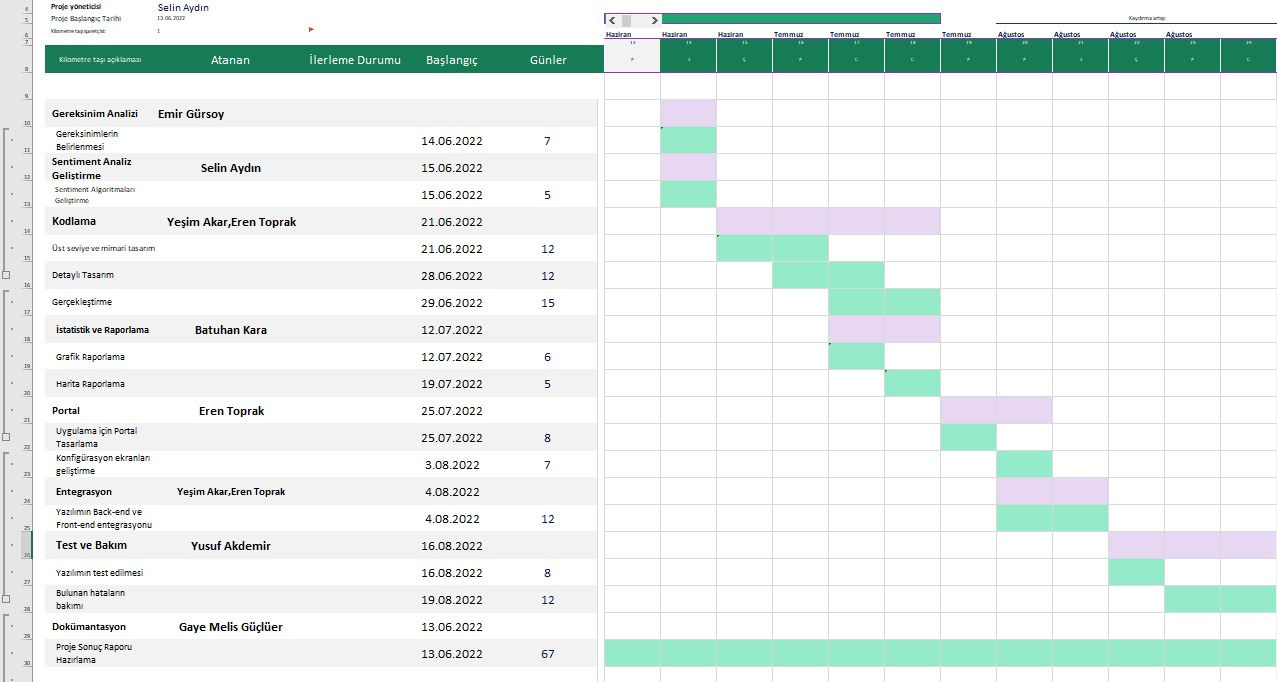 Proje yöneticisi Selin Aydın
Proje Başlangıç Tarihi 13.06.2022
Kilometre taşı işaretçisi: 1
Kaydırma artışı:
Haziran Haziran Haziran Temmuz Temmuz Temmuz Temmuz Ağustos Ağustos Ağustos Ağustos
13 14 15 16 17 18 19 20 21 22 23 24
Kilometre taşı açıklaması Atanan İlerleme Durumu Başlangıç Günler
Gereksinim Analizi Emir Gürsoy
Gereksinimlerin
Belirlenmesi 14.06.2022 7
Sentiment Analiz
Geliştirme Selin Aydın 15.06.2022
Sentiment Algoritmaları
Geliştirme 15.06.2022 5
Kodlama Yeşim Akar,Eren Toprak 21.06.2022
Üst seviye ve mimari tasarım 21.06.2022 12
Detaylı Tasarım 28.06.2022 12
Gerçekleştirme 29.06.2022 15
İstatistik ve Raporlama Batuhan Kara 12.07.2022
Grafik Raporlama 12.07.2022 6
Harita Raporlama 19.07.2022 5
Portal Eren Toprak 25.07.2022
Uygulama için Portal
Tasarlama 25.07.2022 8
Konfigürasyon ekranları
geliştirme 3.08.2022 7
Entegrasyon Yeşim Akar,Eren Toprak 4.08.2022
Yazılımın Back-end ve
Front-end entegrasyonu 4.08.2022 12
Test ve Bakım Yusuf Akdemir 16.08.2022
Yazılımın test edilmesi 16.08.2022 8
Bulunan hataların
bakımı 19.08.2022 12
Dokümantasyon Gaye Melis Güçlüer 13.06.2022
Proje Sonuç Raporu
Hazırlama 13.06.2022 67